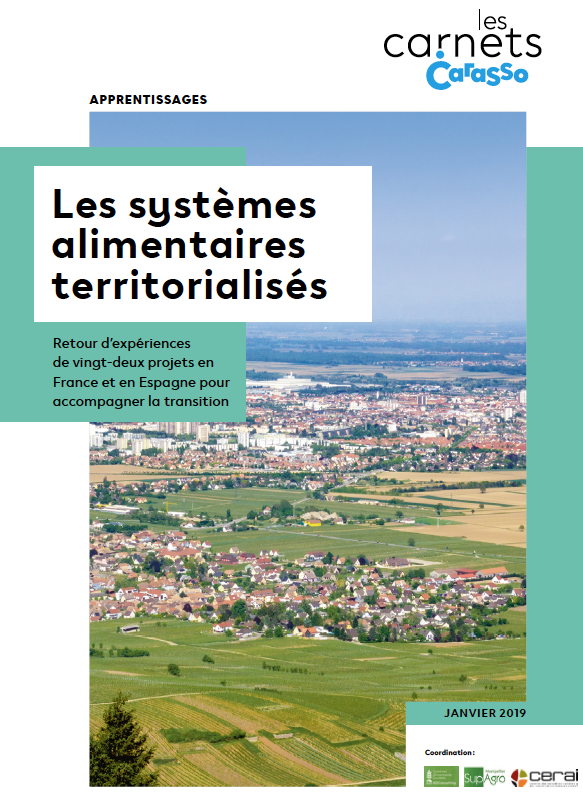 les
carnets
Carasso
APPRENTISSAGES
Les systèmes
alimentaires
territorialisés
Retour d'expériences
de vingt-deux projets en
France et en Espagne pour
accompagner la transition
JANVIER 2019
Coordination :
Montpellier
SupAgro
cerai